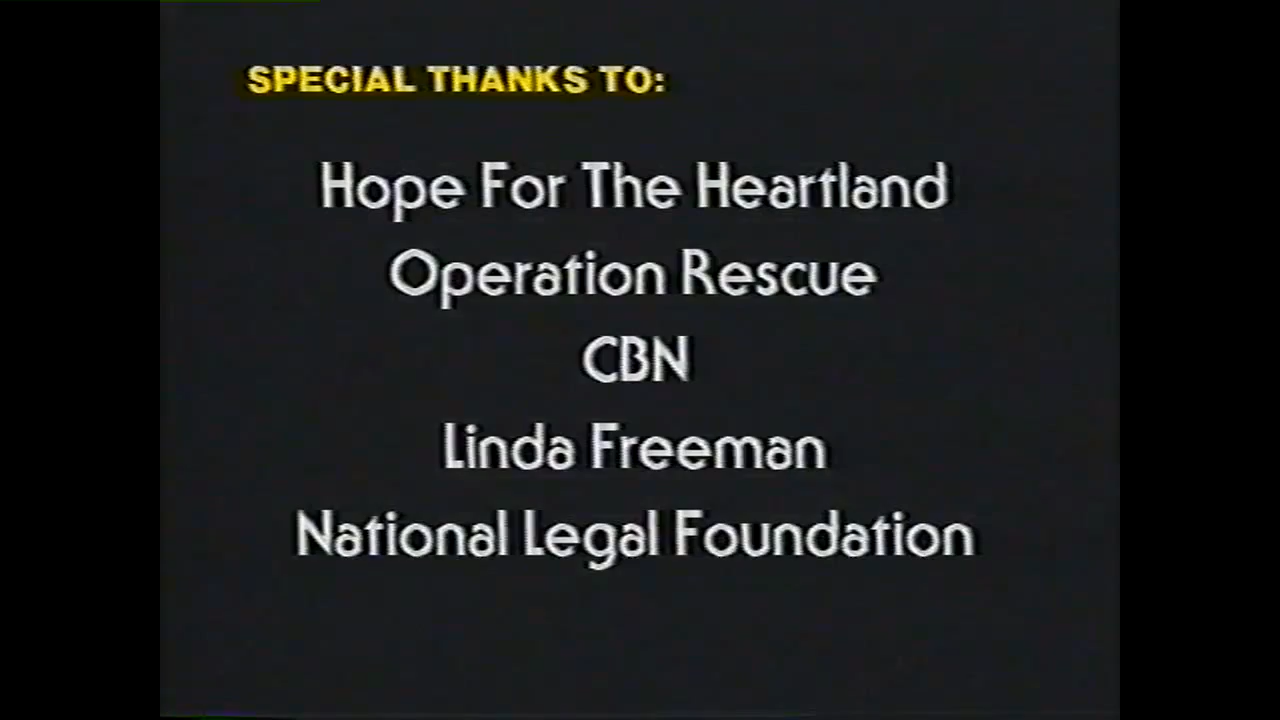 SPECIAL THANKS TO:
Hope For The Heartland
Operation Rescue
CBN
Linda Freeman
National Legal Foundation